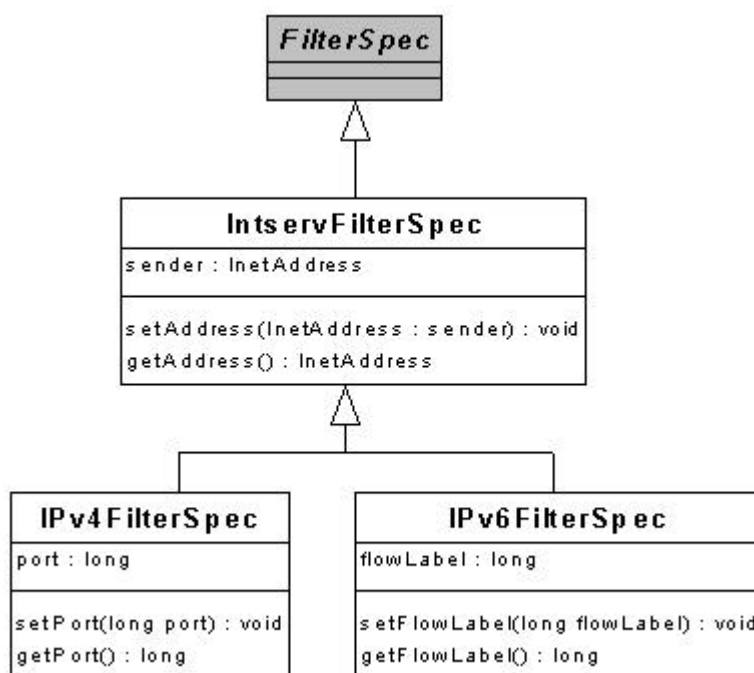 FilterSpec
IntservFilterSpec
sender : InetAddress
setAddress(InetAddress : sender) : void
getAddress() : InetAddress
IPv4FilterSpec
port : long
setPort(long port) : void
getPort() : long
IPv6FilterSpec
flowLabel : long
setFlowLabel(long flowLabel) : void
getFlowLabel() : long